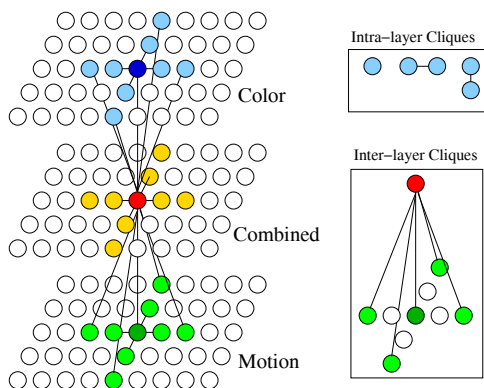 Intra-layer Cliques
Color
Inter-layer Cliques
Combined
Motion